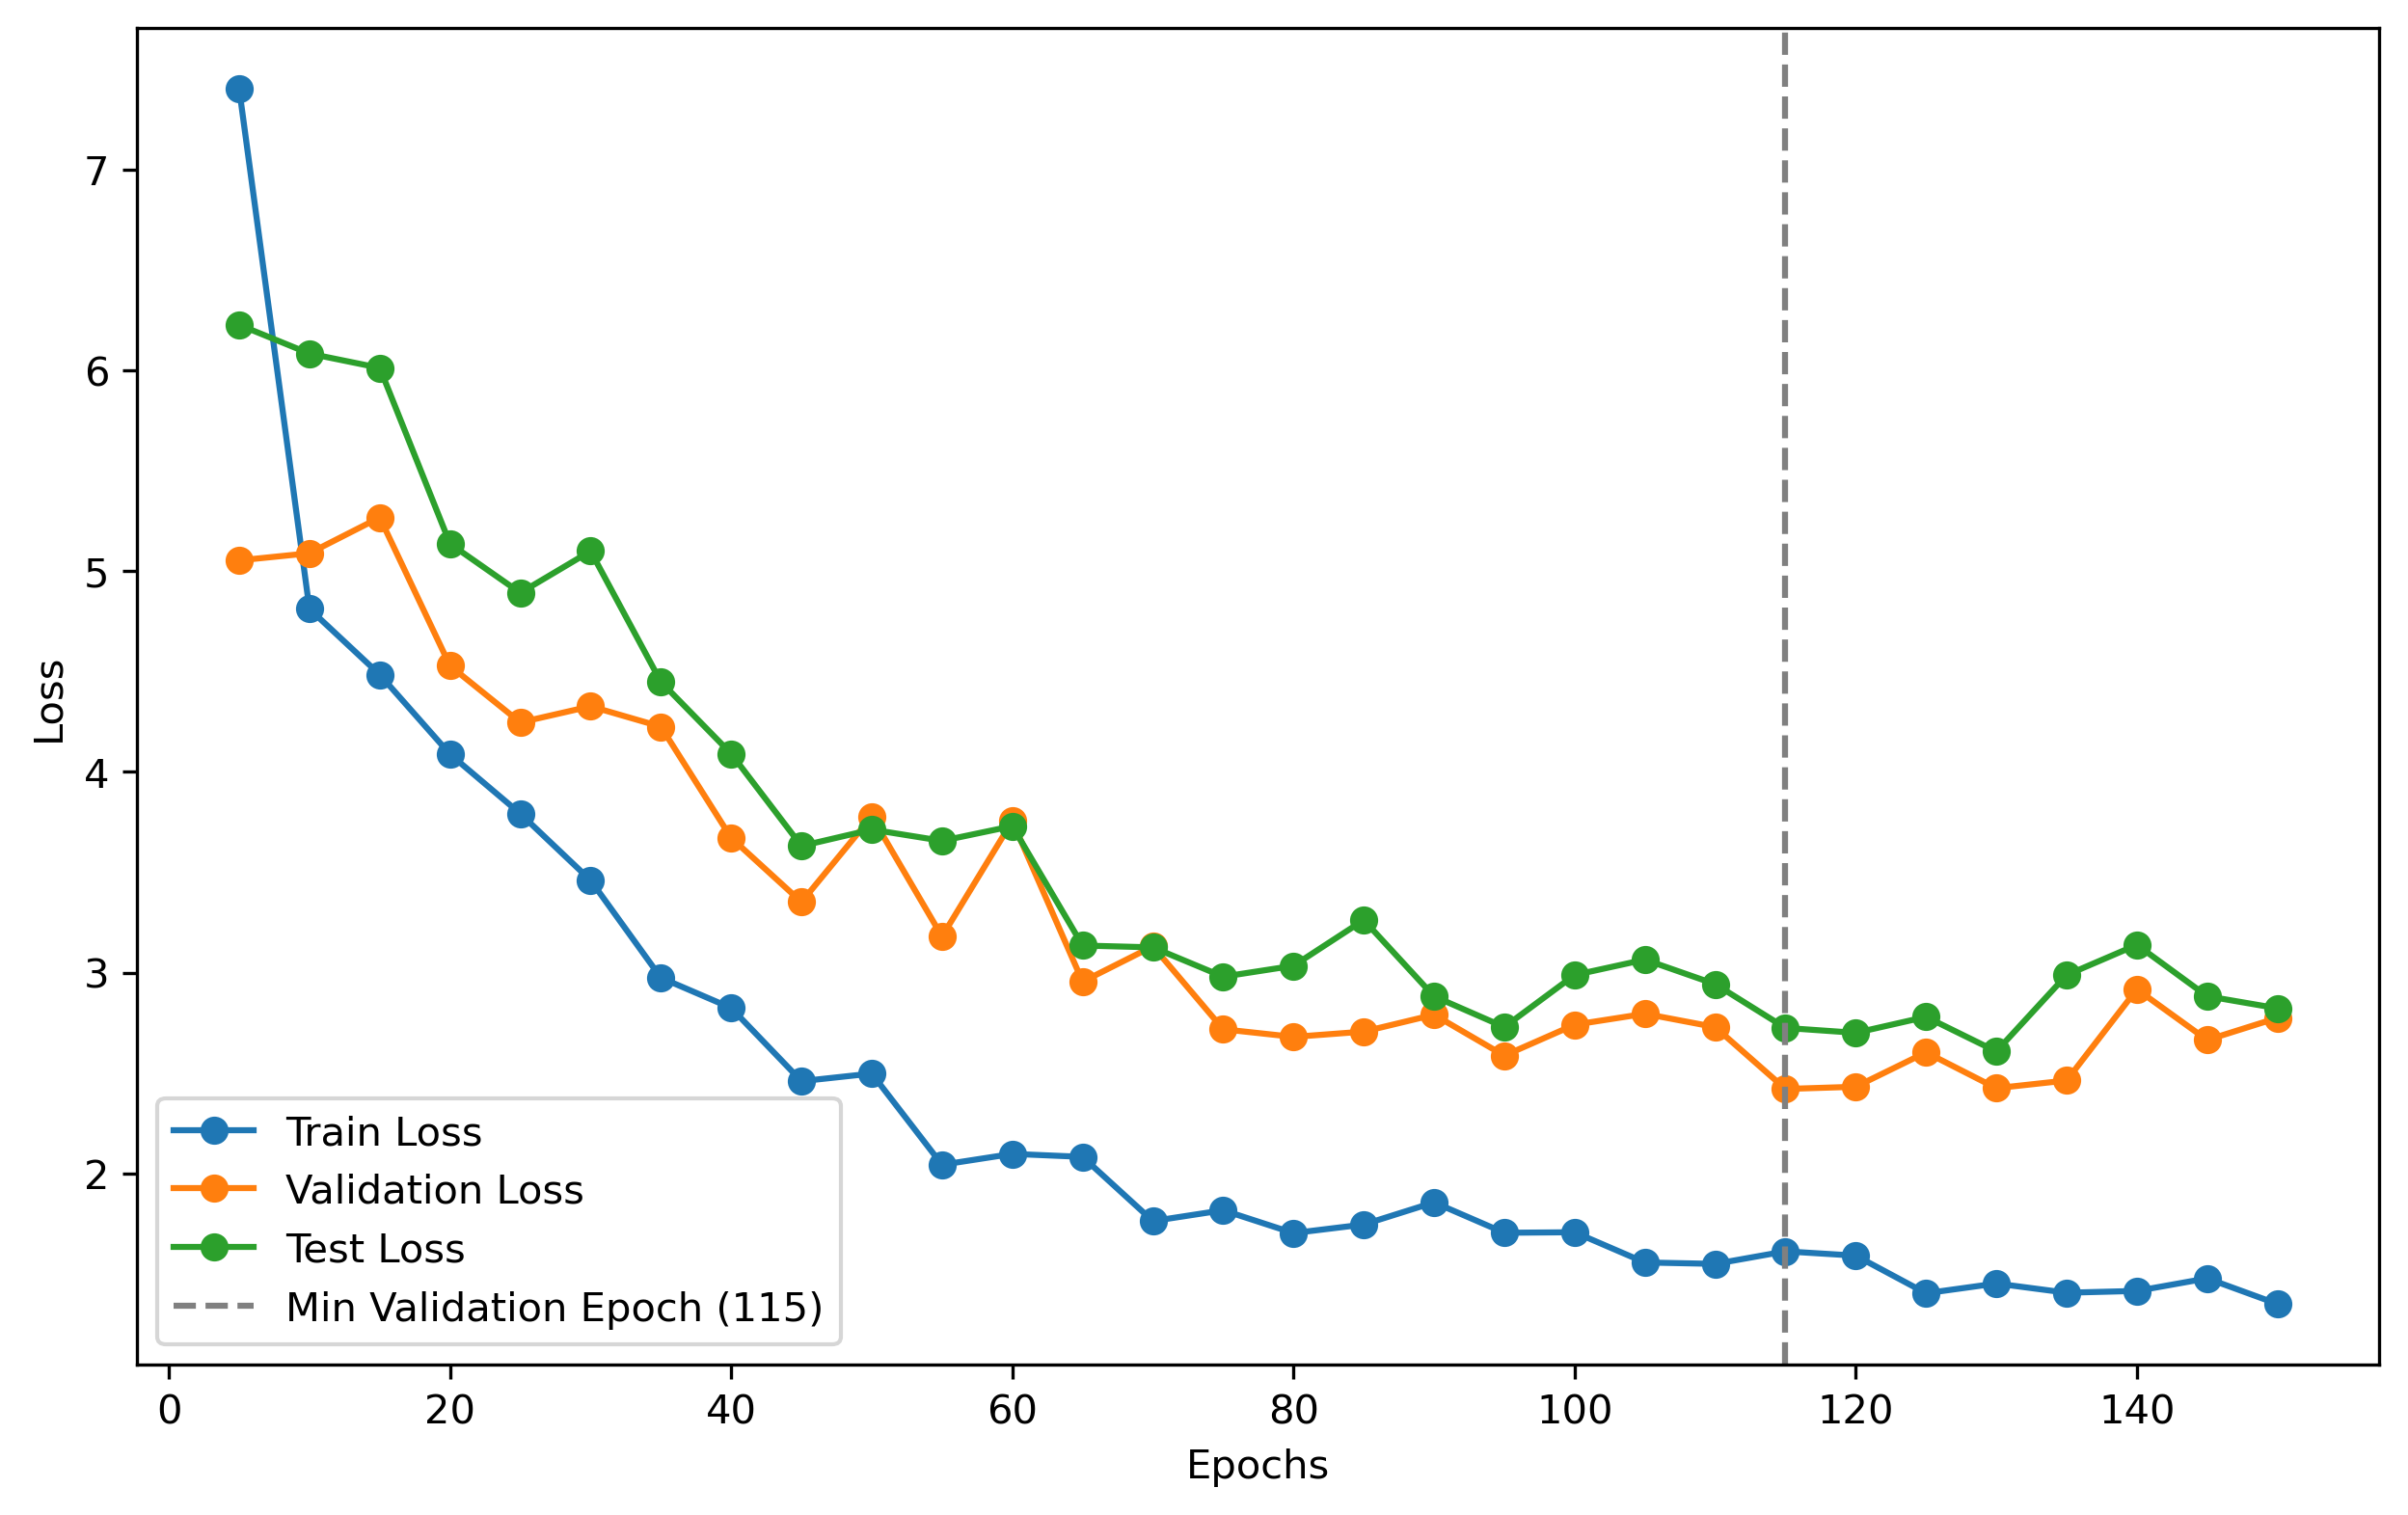 7
6
5
4
3
2
Loss
Train Loss
Validation Loss
Test Loss
Min Validation Epoch (115)
0 20 40 60 80 100 120 140
Epochs